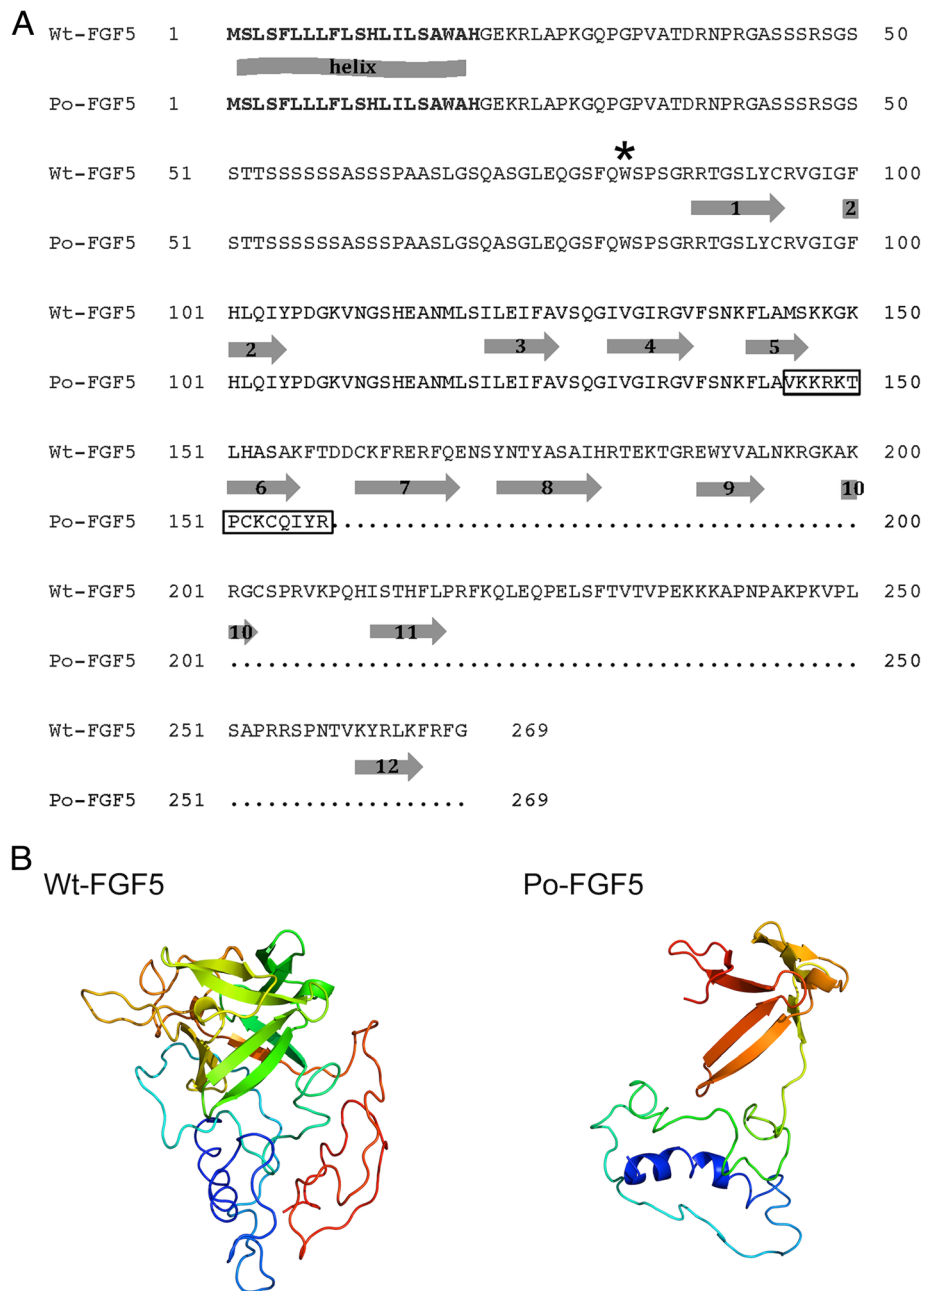 A
Wt-FGF5 1 MSLSFLLLFLSHLILSAWAHGEKRLAPKGQPGPVATDRNPRGASSSRSGS 50
helix
Po-FGF5 1 MSLSFLLLFLSHLILSAWAHGEKRLAPKGQPGPVATDRNPRGASSSRSGS 50
*
Wt-FGF5 51 STTSSSSSSASSSPAASLGSQASGLEQGSFQWSPSGRRTGSLYCRVGIGF 100
1 2
Po-FGF5 51 STTSSSSSSASSSPAASLGSQASGLEQGSFQWSPSGRRTGSLYCRVGIGF 100
Wt-FGF5 101 HLQIYPDGKVNGSHEANMLSILEIFAVSQGIVGIRGVFSNKFLAMSKKGK 150
2 3 4 5
Po-FGF5 101 HLQIYPDGKVNGSHEANMLSILEIFAVSQGIVGIRGVFSNKFLAVKKRKT 150
Wt-FGF5 151 LHASAKFTDDCKFRERFQENSYNTYASAIHRTEKTGREWYVALNKRGKAK 200
6 7 8 9 10
Po-FGF5 151 PCKCQIYR.......................................... 200
Wt-FGF5 201 RGCSPRVKPQHISTHFLPRFKQLEQPELSFTVTVPEKKKAPNPAKPKVPL 250
10 11
Po-FGF5 201 .................................................. 250
Wt-FGF5 251 SAPRRSPNTVKYRLKFRFG 269
12
Po-FGF5 251 ................... 269
B
Wt-FGF5 Po-FGF5